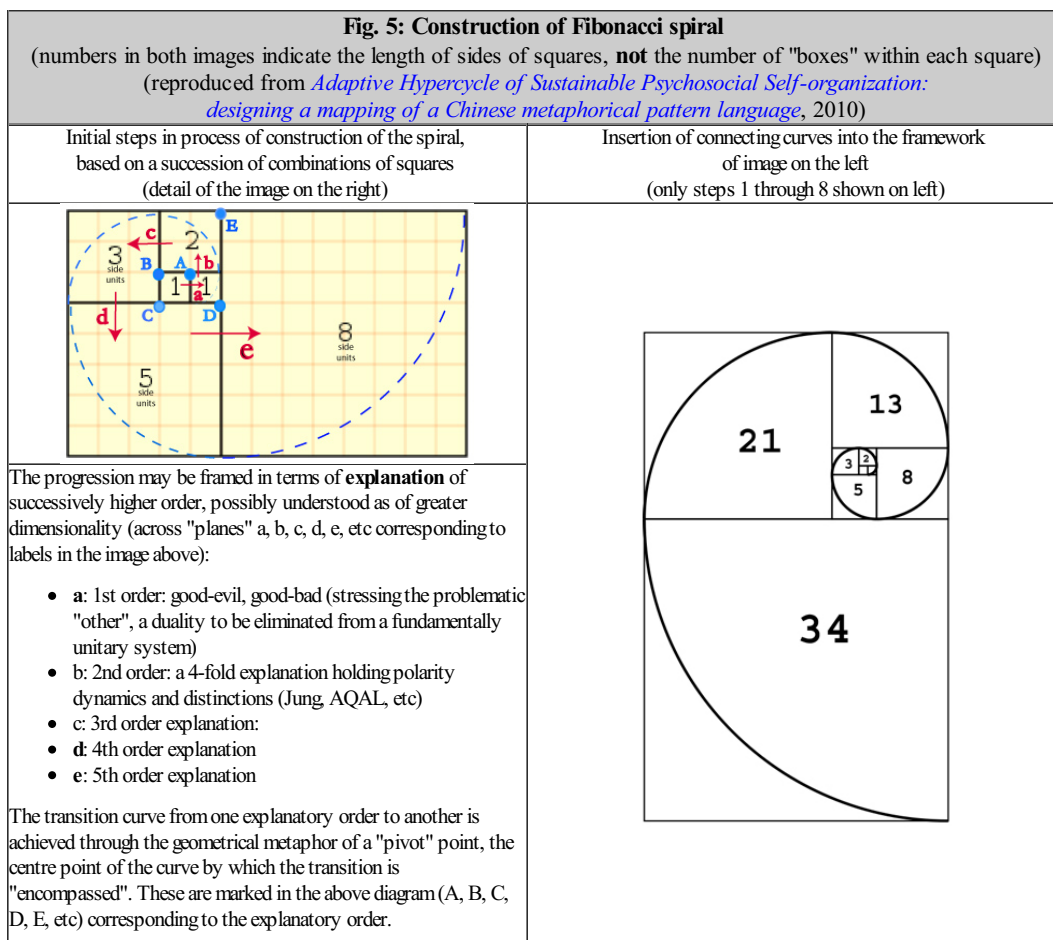 Fig. 5: Construction of Fibonacci spiral
(numbers in both images indicate the length of sides of squares, not the number of "boxes" within each square)
(reproduced from Adaptive Hypercycle of Sustainable Psychosocial Self-organization:
designing a mapping of a Chinese metaphorical pattern language, 2010)
Initial steps in process of construction of the spiral,
based on a succession of combinations of squares
(detail of the image on the right)
E
c
2
3
side
units
B
A
b
1
1
a
d
C
D
e
8
side
units
5
side
units
The progression may be framed in terms of explanation of
successively higher order, possibly understood as of greater
dimensionality (across "planes" a, b, c, d, e, etc corresponding to
labels in the image above):
a: 1st order: good-evil, good-bad (stressing the problematic
"other", a duality to be eliminated from a fundamentally
unitary system)
b: 2nd order: a 4-fold explanation holding polarity
dynamics and distinctions (Jung, AQAL, etc)
c: 3rd order explanation:
d: 4th order explanation
e: 5th order explanation
The transition curve from one explanatory order to another is
achieved through the geometrical metaphor of a "pivot" point, the
centre point of the curve by which the transition is
"encompassed". These are marked in the above diagram (A, B, C,
D, E, etc) corresponding to the explanatory order.
Insertion of connecting curves into the framework
of image on the left
(only steps 1 through 8 shown on left)
13
21
3
2
8
5
34